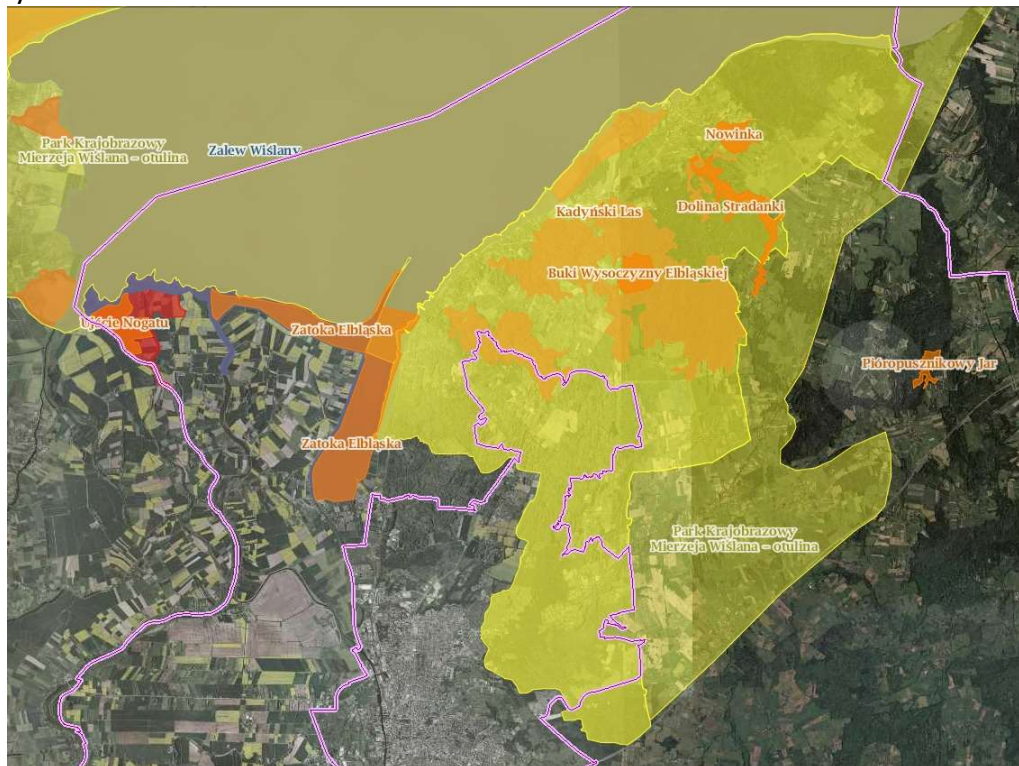 Nowinka
Park Krajobrazowy
Mierzeja Wiślana – otulina
Zalew Wiślany
Dolina Stradanki
Kadyński Las
Buki Wysoczyzny Elbląskiej
Ujście Nogatu
Zatoka Elbląska
Pióropusznikowy Jar
Zatoka Elbląska
Park Krajobrazowy
Mierzeja Wiślana – otulina